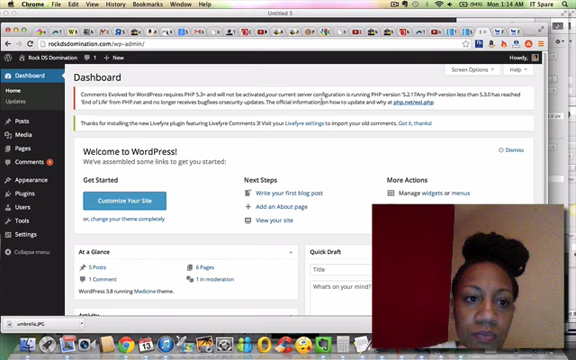 Chrome File Edit View History Bookmarks Window Help Mon 1:14 AM IT Spare
Untitled 5
rockdsdomination.com/wp-admin/
Rock DS Domination 1 0 + New Howdy,
Screen Options Help
Dashboard
Home
Updates
Posts
Media
Pages
Comments 1
Appearance
Plugins
Users
Tools
Settings
Collapse menu
Dashboard
Comments Evolved for WordPress requires PHP 5.3+ and will not be activated,your current server configuration is running PHP version '5.2.17Any PHP version less than 5.3.0 has reached
'End of Life' from PHP.net and no longer receives bugfixes orsecurity updates. The official information on how to update and why at php.net/eol.php
Thanks for installing the new Livefyre plugin featuring Livefyre Comments 3! Visit your Livefyre settings to import your old comments. Got it, thanks!
Welcome to WordPress!
We've assembled some links to get you started:
Dismiss
Get Started
Customize Your Site
or, change your theme completely
Next Steps
Write your first blog post
Add an About page
View your site
More Actions
Manage widgets or menus
At a Glance
5 Posts
6 Pages
1 Comment
1 in moderation
WordPress 3.8 running Medicine theme.
Activity
Quick Draft
Title
What's on your mind?
umbrella.JPG